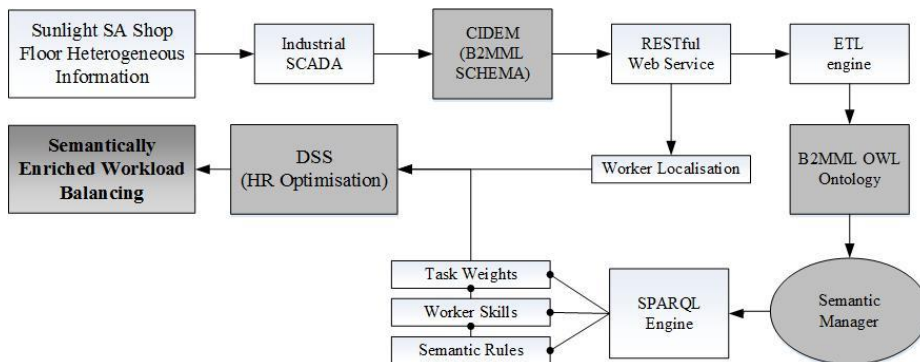 Sunlight SA Shop
Floor Heterogeneous
Information
Industrial
SCADA
CIDEM
(B2MML
SCHEMA)
RESTful
Web Service
ETL
engine
Semantically
Enriched Workload
Balancing
DSS
(HR Optimisation)
Worker Localisation
B2MML OWL
Ontology
Task Weights
Worker Skills
Semantic Rules
SPARQL
Engine
Semantic
Manager